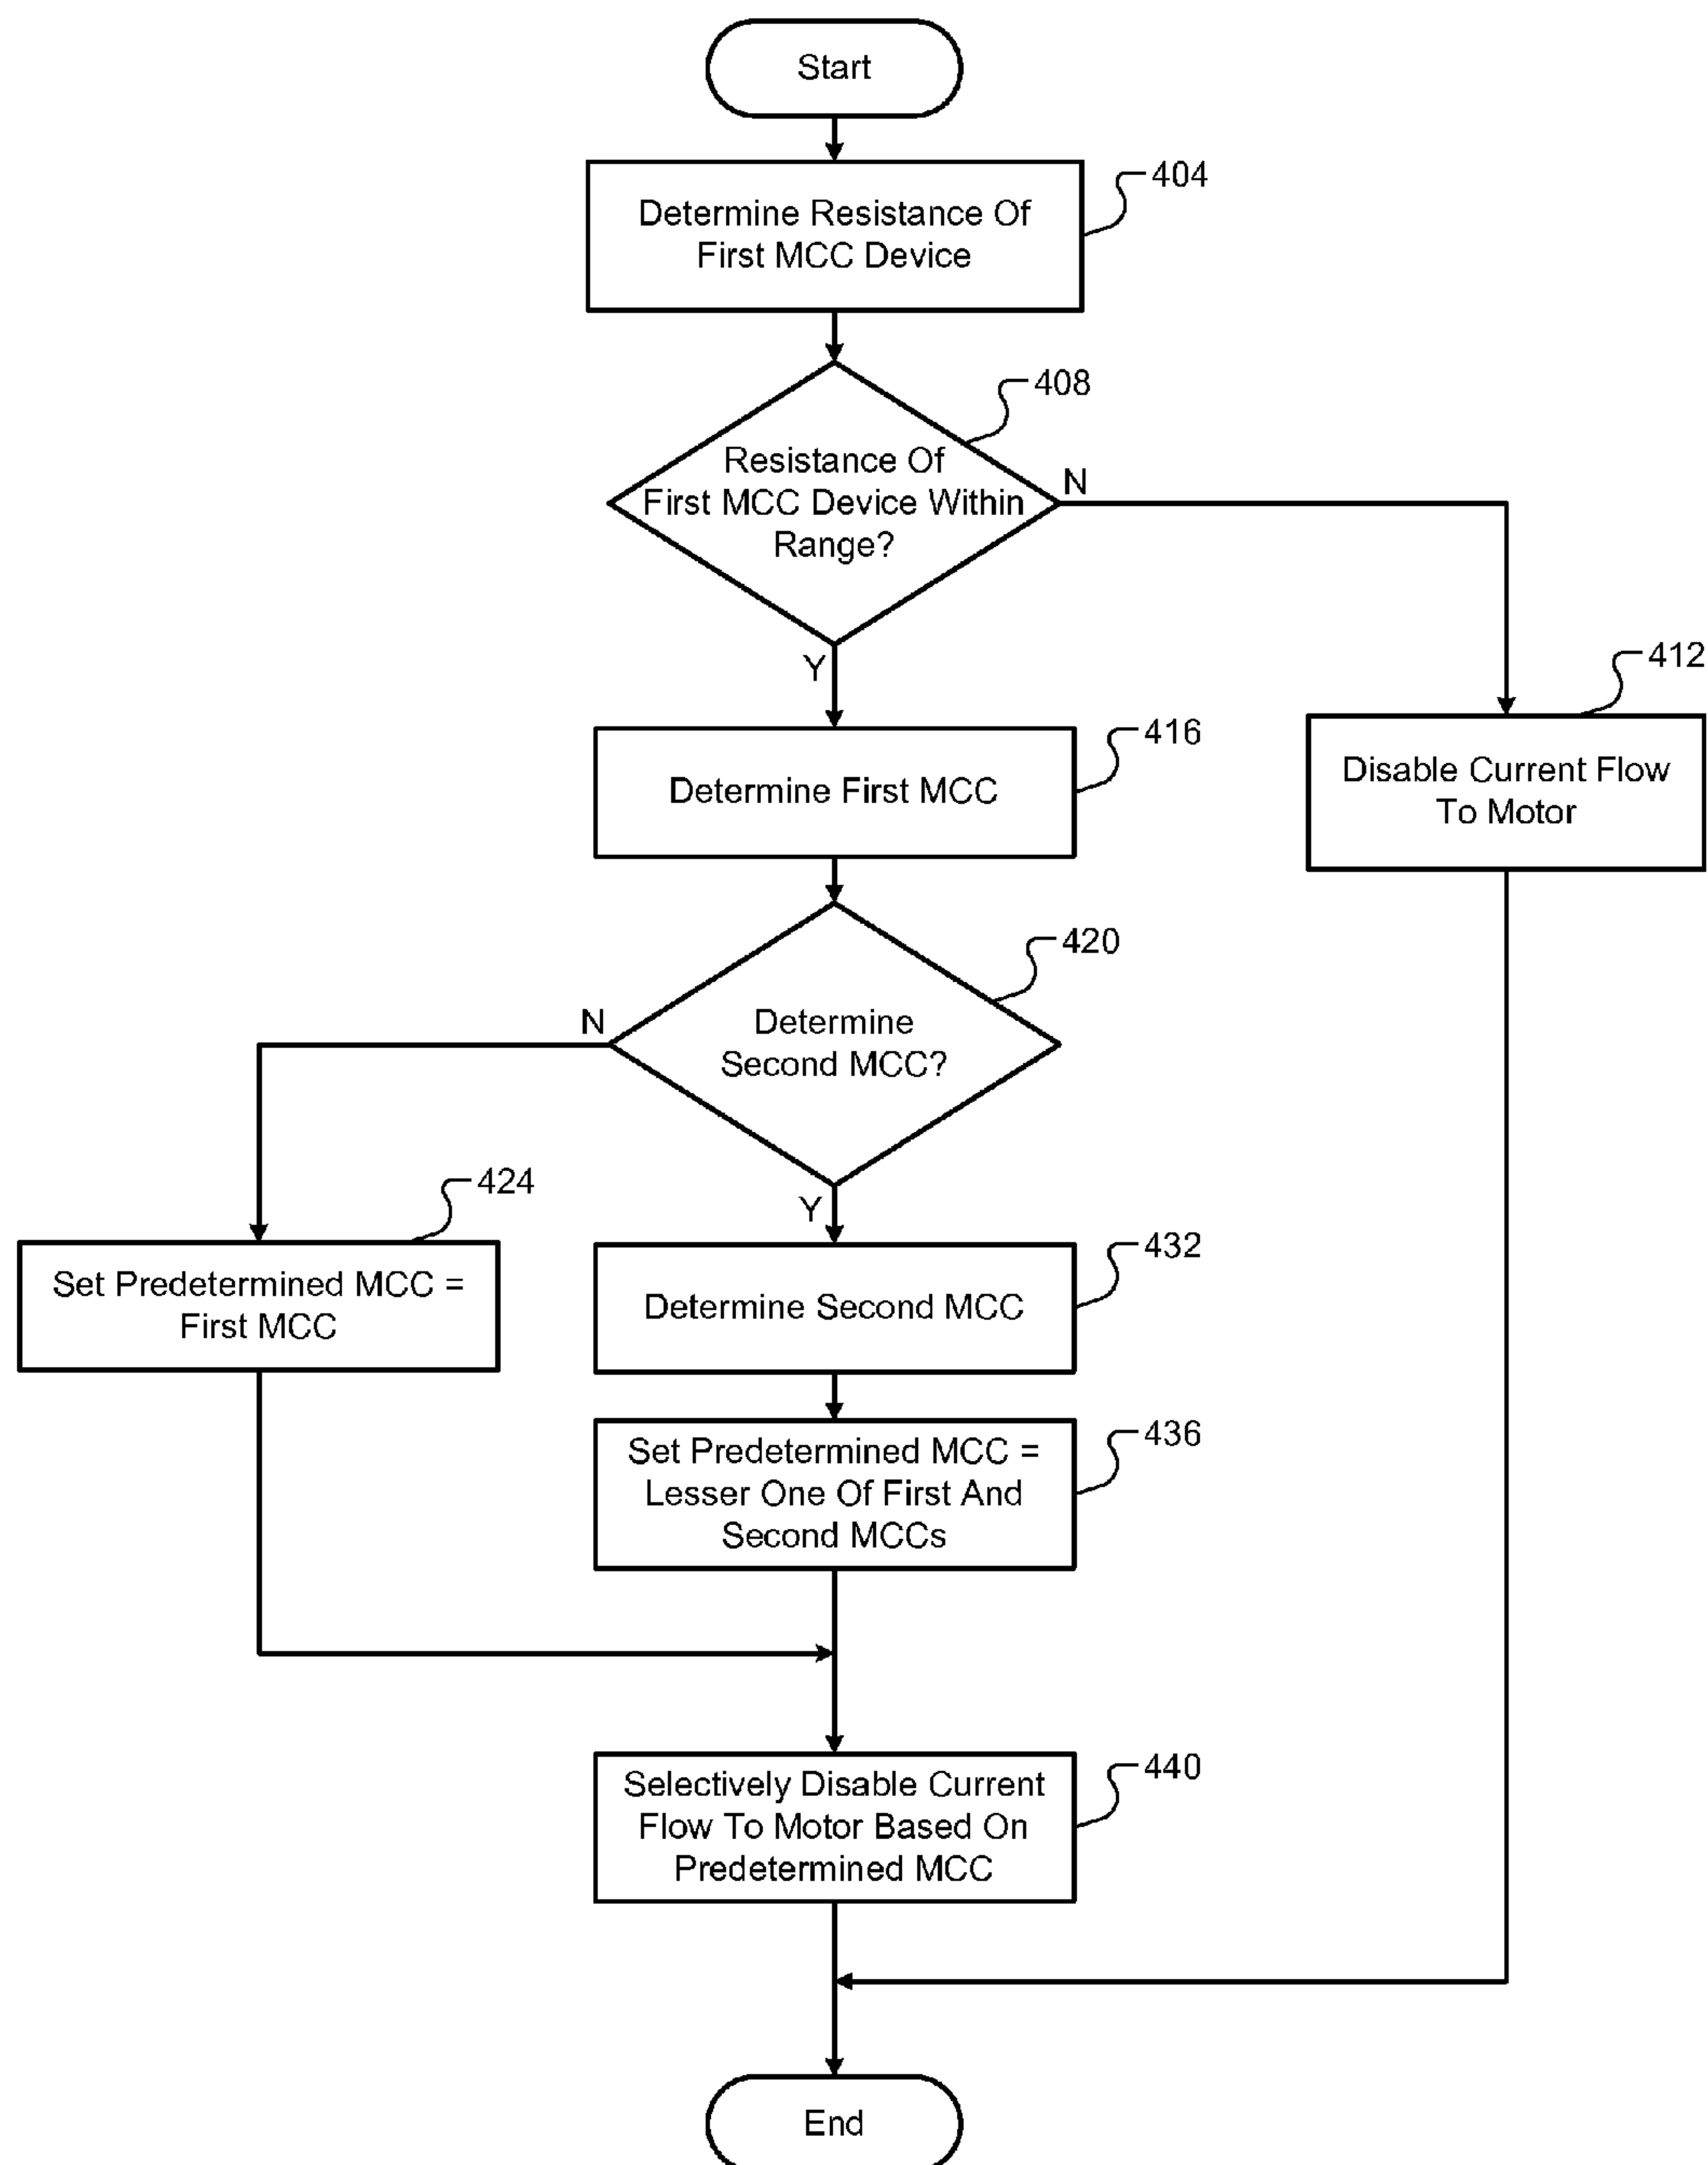 Start
404
Determine Resistance Of
First MCC Device
408
Resistance Of
First MCC Device Within
Range?
N
Y
412
Disable Current Flow
To Motor
416
Determine First MCC
420
Determine
Second MCC?
N
Y
424
Set Predetermined MCC =
First MCC
432
Determine Second MCC
436
Set Predetermined MCC =
Lesser One Of First And
Second MCCs
440
Selectively Disable Current
Flow To Motor Based On
Predetermined MCC
End